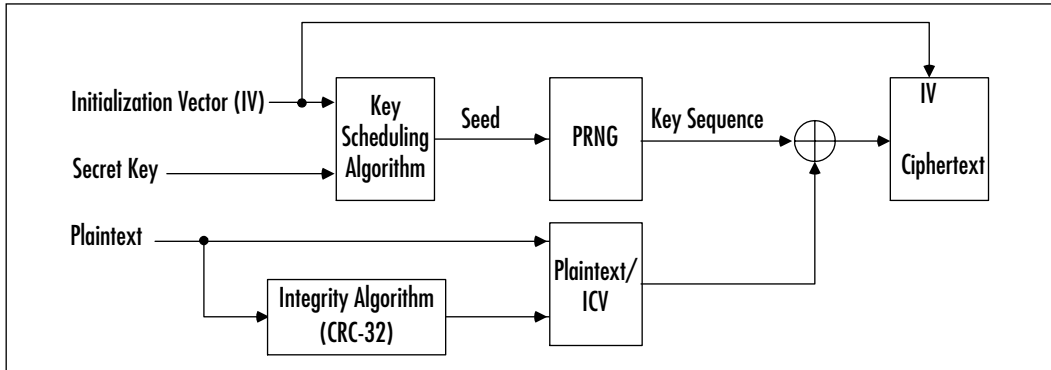 Initialization Vector (IV)
Key
Scheduling
Algorithm
Seed
PRNG
Key Sequence
IV
Ciphertext
Secret Key
Plaintext
Plaintext/
ICV
Integrity Algorithm
(CRC-32)